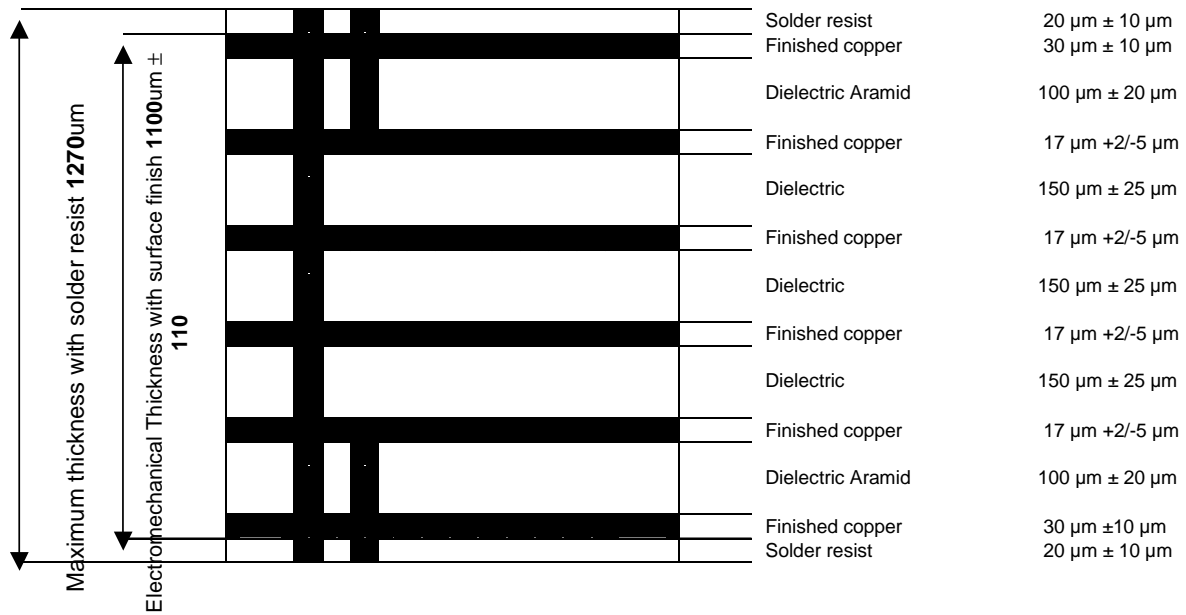 Maximum thickness with solder resist 1270um
Electromechanical Thickness with surface finish 1100um ±
110
Solder resist 20 µm ± 10 µm
Finished copper 30 µm ± 10 µm
Dielectric Aramid 100 µm ± 20 µm
Finished copper 17 µm +2/-5 µm
Dielectric 150 µm ± 25 µm
Finished copper 17 µm +2/-5 µm
Dielectric 150 µm ± 25 µm
Finished copper 17 µm +2/-5 µm
Dielectric 150 µm ± 25 µm
Finished copper 17 µm +2/-5 µm
Dielectric Aramid 100 µm ± 20 µm
Finished copper 30 µm ±10 µm
Solder resist 20 µm ± 10 µm